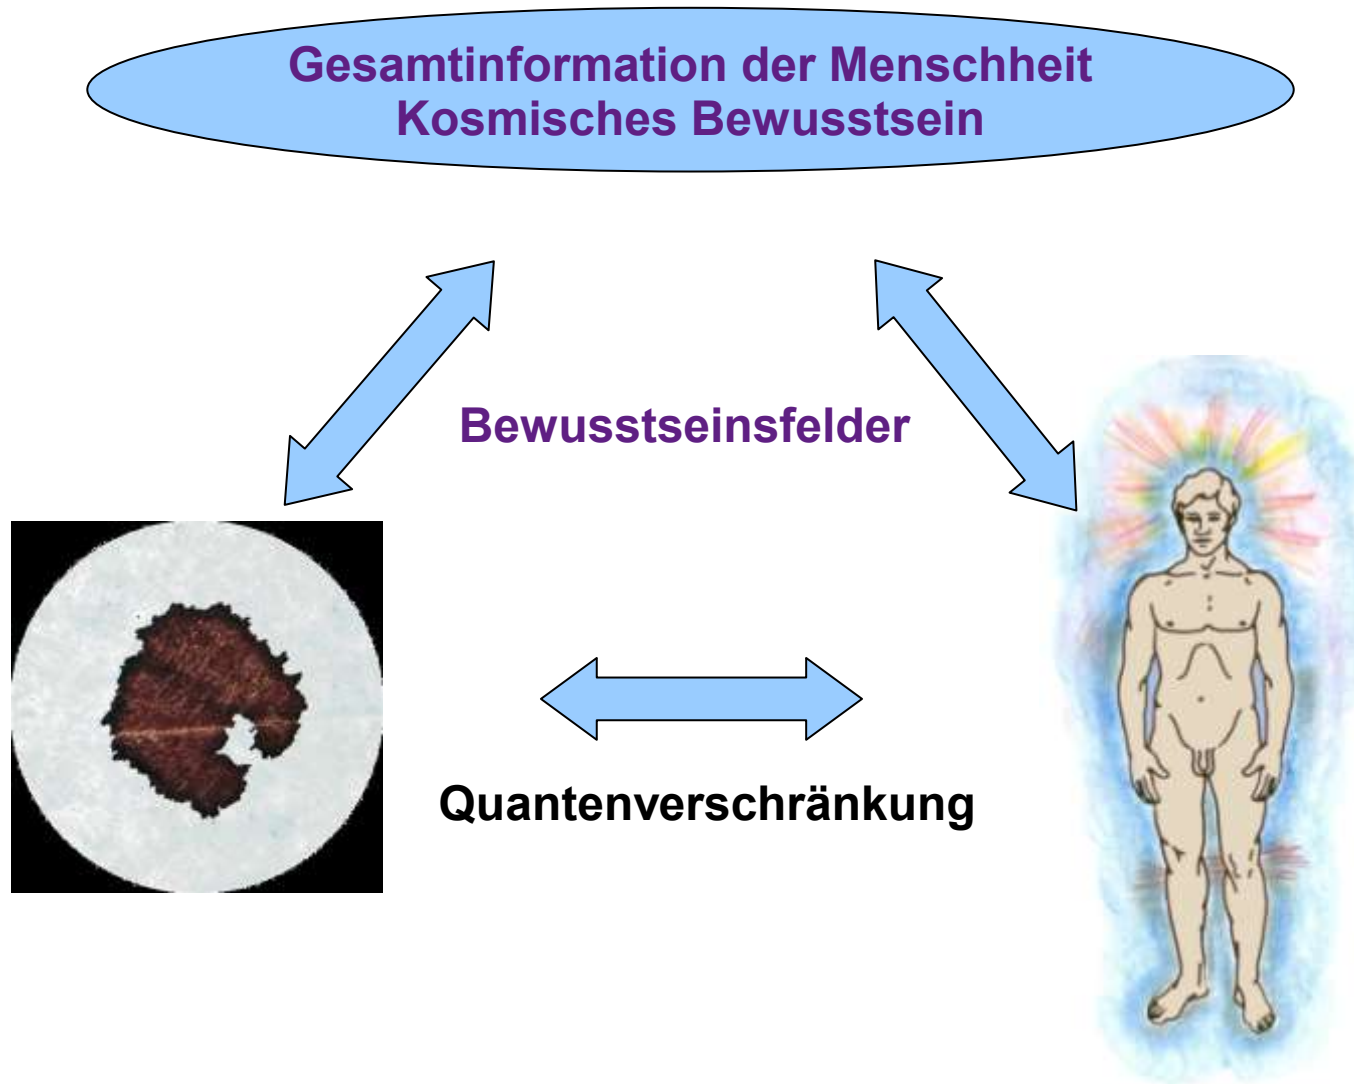 Gesamtinformation der Menschheit
Kosmisches Bewusstsein
Bewusstseinsfelder
Quantenverschränkung